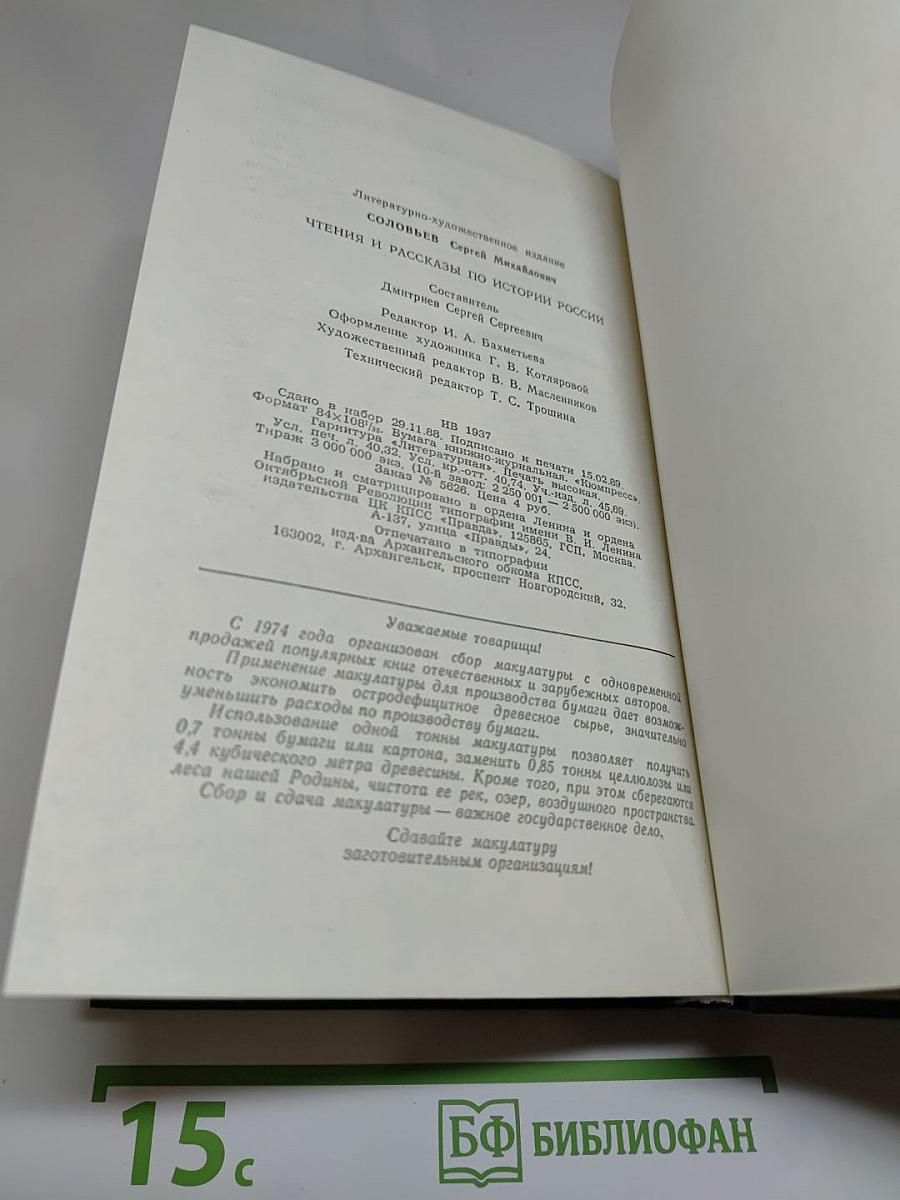 Литературно-художественное издание
СОЛОВЬЕВ Сергей Михайлович
ЧТЕНИЯ И РАССКАЗЫ ПО ИСТОРИИ РОССИИ
Составитель
Дмитриев Сергей Сергеевич
Редактор И. А. Бахметьева
Оформление художника Г. В. Котляровой
Художественный редактор В. В. Масленников
Технический редактор Т. С. Трошина
ИВ 1937
Сдано в набор 29.11.88. Подписано к печати 15.02.89.
Формат 84×108¹/₃₂. Бумага книжно-журнальная. «Кюмпресс».
Гарнитура «Литературная». Печать высокая.
Усл. печ. л. 40,32. Усл. кр.-отт. 40,74. Уч.-изд. л. 45,69.
Тираж 3 000 000 экз. (10-й завод: 2 250 001 — 2 500 000 экз).
Заказ № 5626. Цена 4 руб.
Набрано и сматрицировано в ордена Ленина и ордена
Октябрьской Революции типографии имени В. И. Ленина
издательства ЦК КПСС «Правда», 125865, ГСП, Москва,
А-137, улица «Правды», 24.
Отпечатано в типографии
изд-ва Архангельского обкома КПСС,
163002, г. Архангельск, проспект Новгородский, 32.
Уважаемые товарищи!
С 1974 года организован сбор макулатуры с одновременной
продажей популярных книг отечественных и зарубежных авторов.
Применение макулатуры для производства бумаги дает возмож-
ность экономить остродефицитное древесное сырье, значительно
уменьшить расходы по производству бумаги.
Использование одной тонны макулатуры позволяет получить
0,7 тонны бумаги или картона, заменить 0,85 тонны целлюлозы или
4,4 кубического метра древесины. Кроме того, при этом сберегаются
леса нашей Родины, чистота ее рек, озер, воздушного пространства.
Сбор и сдача макулатуры — важное государственное дело.
Сдавайте макулатуру
заготовительным организациям!
15 с
БФ БИБЛИОФАН